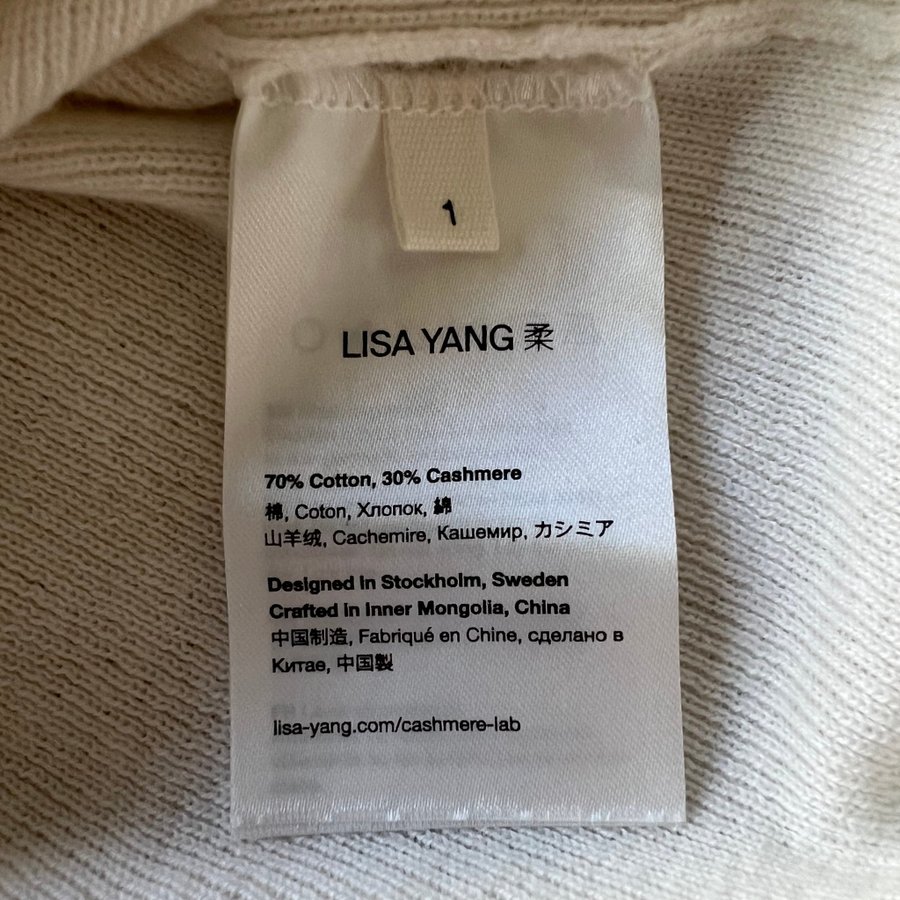 1
LISA YANG 柔
70% Cotton, 30% Cashmere
棉, Coton, Хлопок, 綿
山羊绒, Cachemire, Кашемир, カシミア
Designed in Stockholm, Sweden
Crafted in Inner Mongolia, China
中国制造, Fabriqué en Chine, сделано в
Китае, 中国製
lisa-yang.com/cashmere-lab